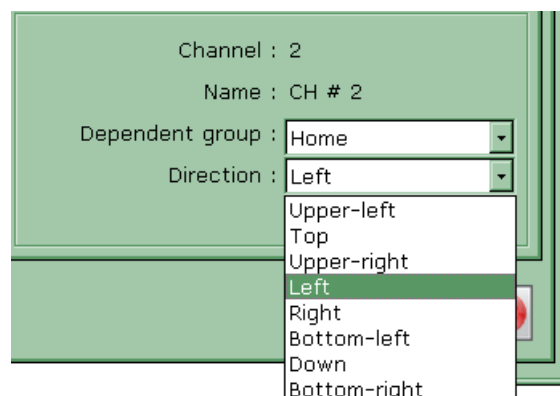 Channel : 2
Name : CH # 2
Dependent group : Home
Direction : Left
Upper-left
Top
Upper-right
Left
Right
Bottom-left
Down
Bottom-right